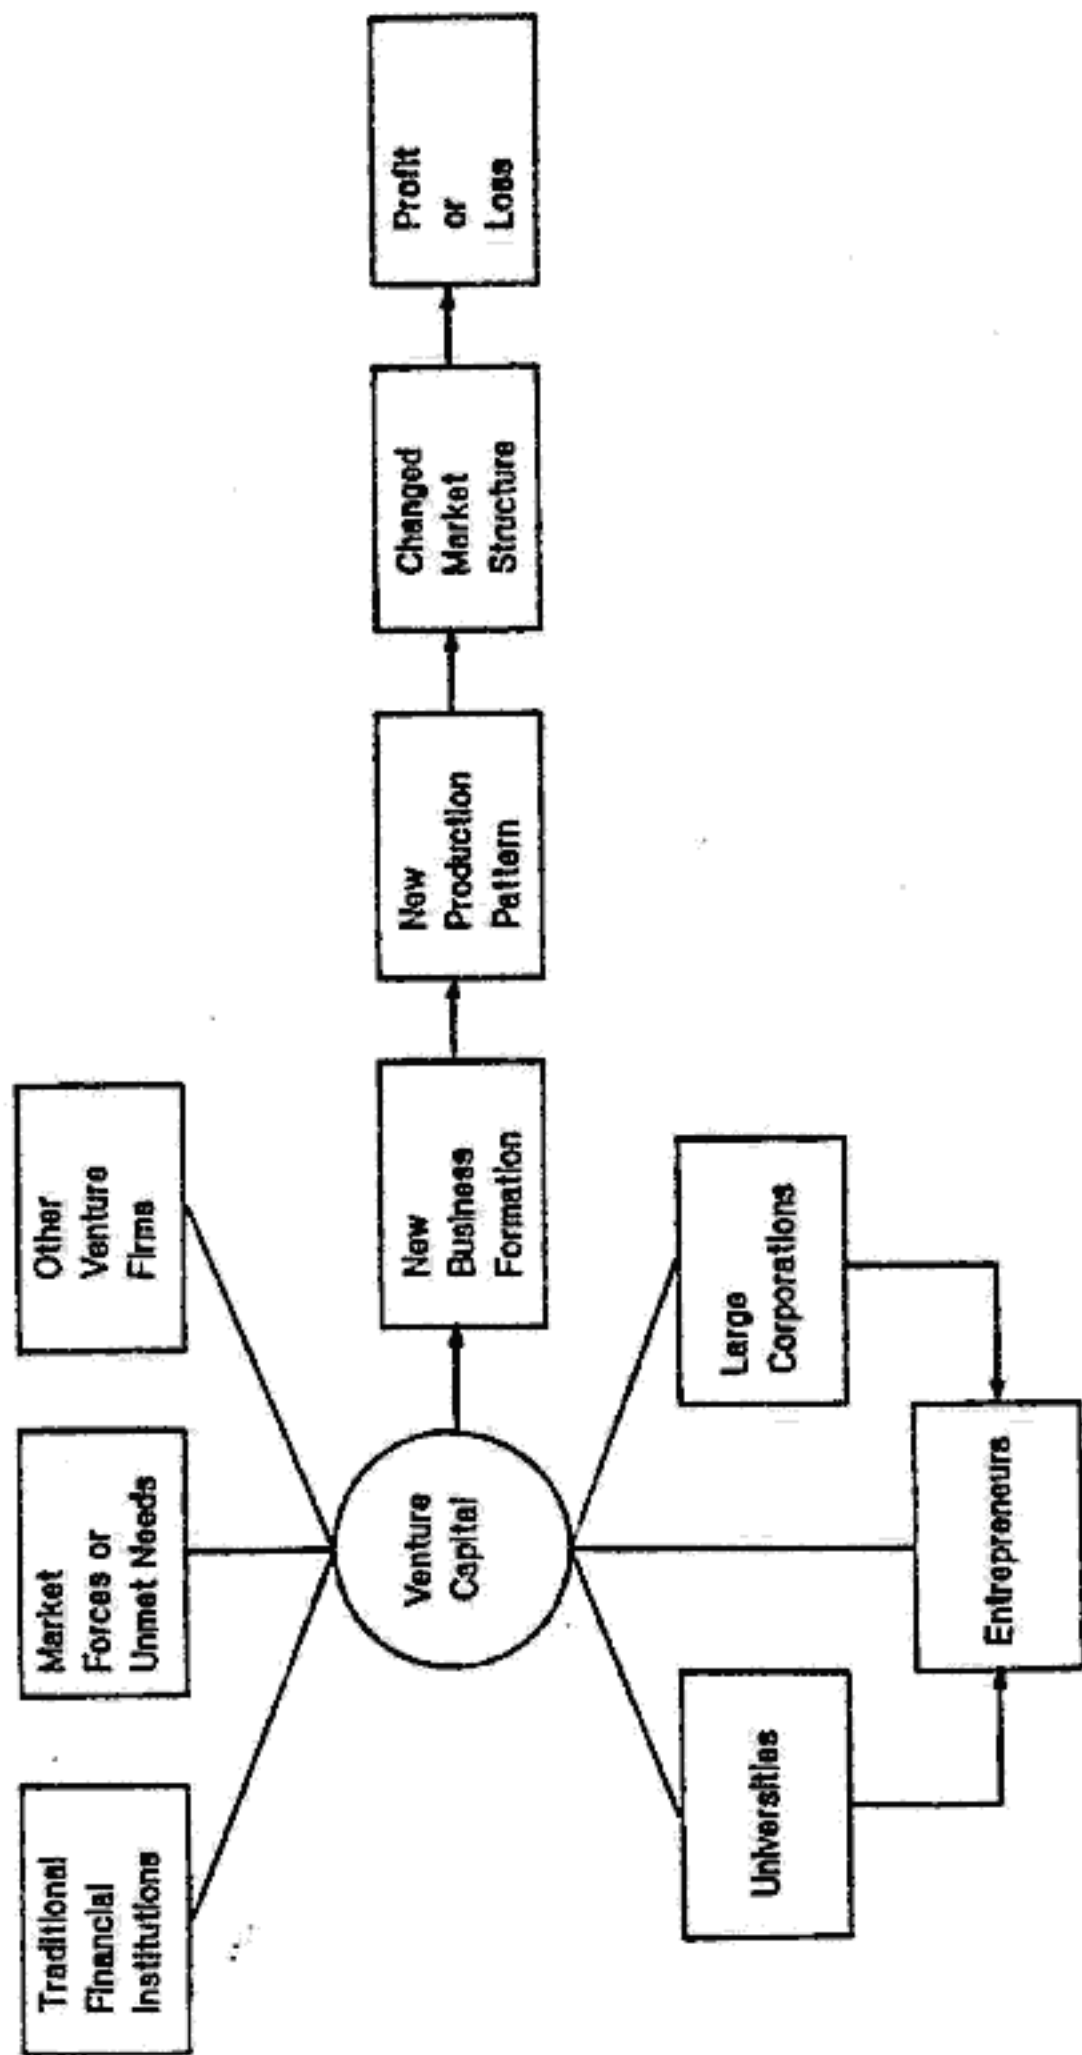 Traditional
Financial
Institutions
Market
Forces or
Unmet Needs
Other
Venture
Firms
Venture
Capital
New
Business
Formation
New
Production
Pattern
Changed
Market
Structure
Profit
or
Loss
Universities
Large
Corporations
Entrepreneurs